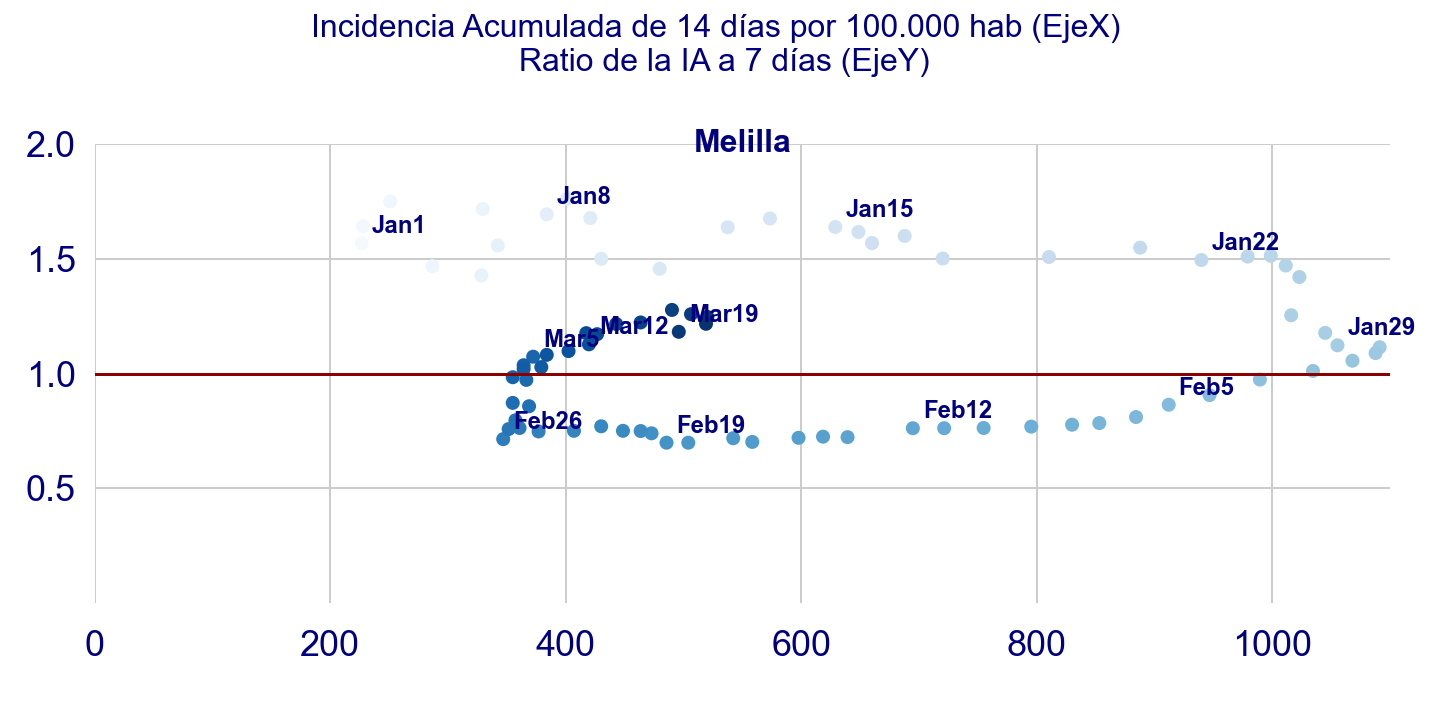 Incidencia Acumulada de 14 días por 100.000 hab (EjeX)
Ratio de la IA a 7 días (EjeY)
Melilla
2.0
Jan8
Jan15
Jan1
Jan22
1.5
Mar19
Mar12
Jan29
Mar5
1.0
Feb5
Feb12
Feb26
Feb19
0.5
0
200
400
600
800
1000